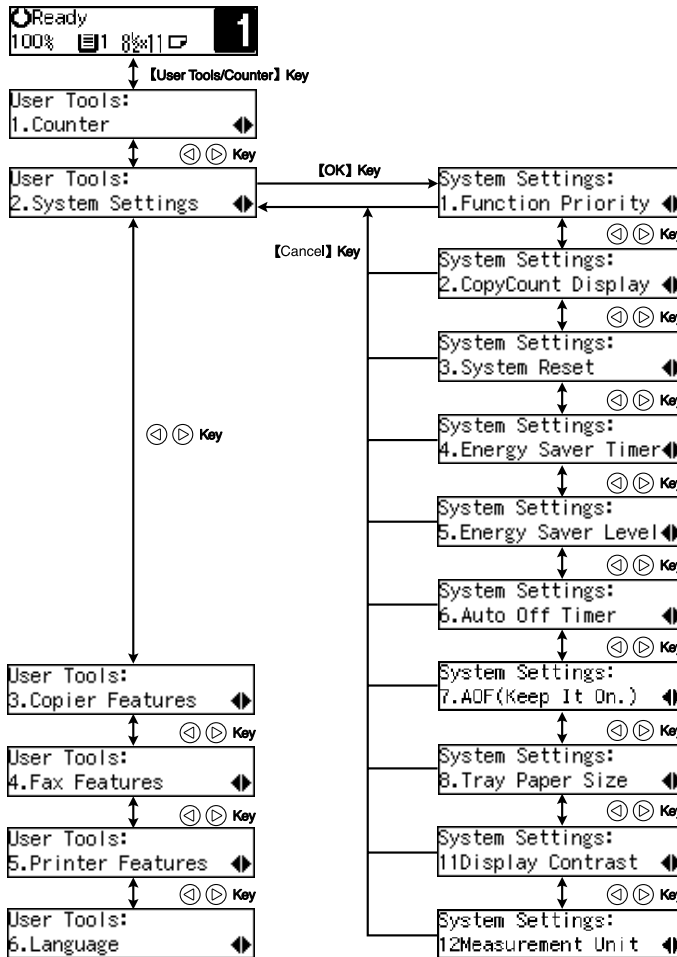 Ready
100% 1 8½×11 1
【User Tools/Counter】 Key
User Tools:
1.Counter
Key
User Tools:
2.System Settings
Key
User Tools:
3.Copier Features
Key
User Tools:
4.Fax Features
Key
User Tools:
5.Printer Features
Key
User Tools:
6.Language
【OK】 Key
【Cancel】 Key
System Settings:
1.Function Priority
Key
System Settings:
2.CopyCount Display
Key
System Settings:
3.System Reset
Key
System Settings:
4.Energy Saver Timer
Key
System Settings:
5.Energy Saver Level
Key
System Settings:
6.Auto Off Timer
Key
System Settings:
7.AOF(Keep It On.)
Key
System Settings:
8.Tray Paper Size
Key
System Settings:
11Display Contrast
Key
System Settings:
12Measurement Unit